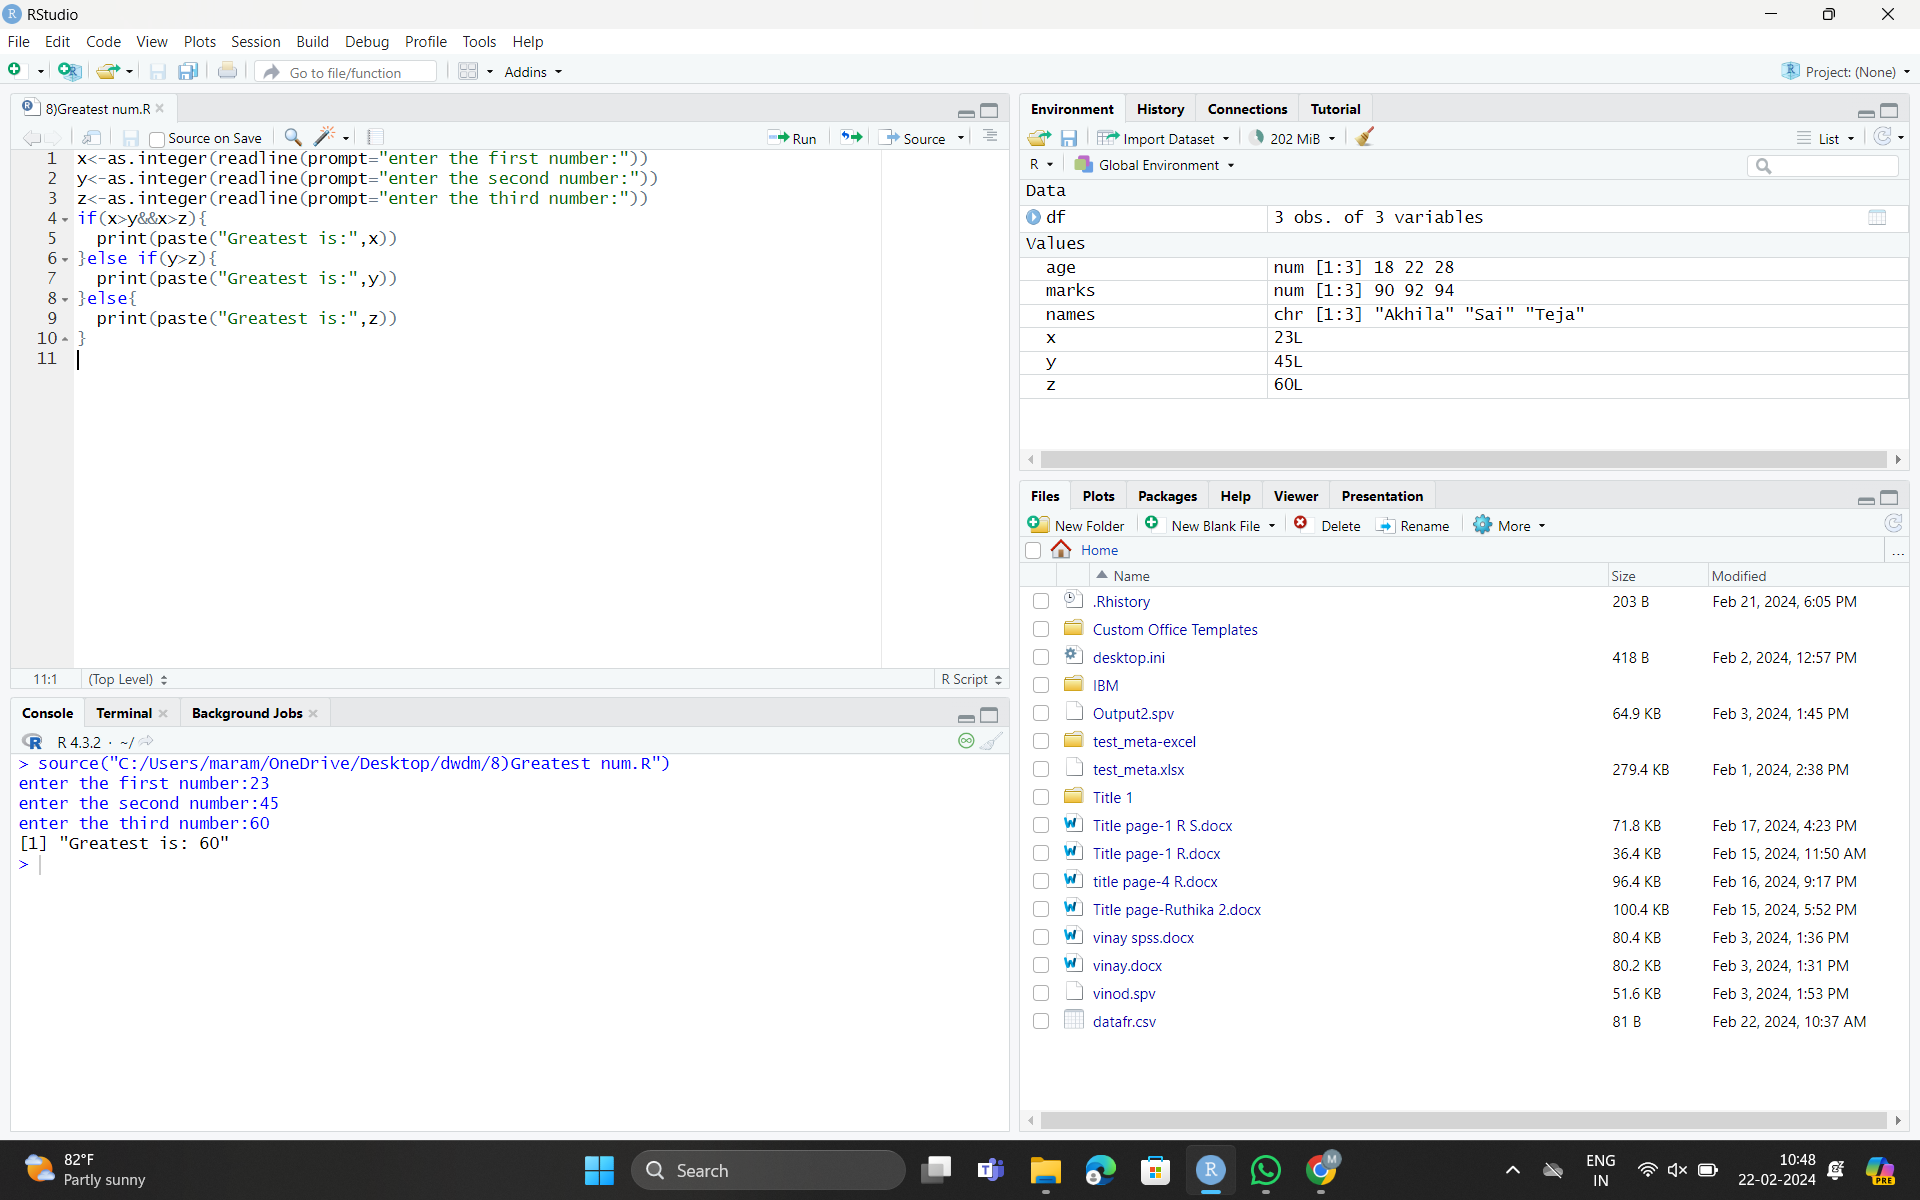 RStudio
File Edit Code View Plots Session Build Debug Profile Tools Help
Go to file/function Addins Project: (None)
8)Greatest num.R
Source on Save Run Source
1 x<-as.integer(readline(prompt="enter the first number:"))
2 y<-as.integer(readline(prompt="enter the second number:"))
3 z<-as.integer(readline(prompt="enter the third number:"))
4 if(x>y&&x>z){
5 print(paste("Greatest is:",x))
6 }else if(y>z){
7 print(paste("Greatest is:",y))
8 }else{
9 print(paste("Greatest is:",z))
10 }
11
11:1 (Top Level) R Script
Console Terminal Background Jobs
R 4.3.2 · ~/
> source("C:/Users/maram/OneDrive/Desktop/dwdm/8)Greatest num.R")
enter the first number:23
enter the second number:45
enter the third number:60
[1] "Greatest is: 60"
>
Environment History Connections Tutorial
Import Dataset 202 MiB List
R Global Environment
Data
df 3 obs. of 3 variables
Values
age num [1:3] 18 22 28
marks num [1:3] 90 92 94
names chr [1:3] "Akhila" "Sai" "Teja"
x 23L
y 45L
z 60L
Files Plots Packages Help Viewer Presentation
New Folder New Blank File Delete Rename More
Home ...
Name Size Modified
.Rhistory 203 B Feb 21, 2024, 6:05 PM
Custom Office Templates
desktop.ini 418 B Feb 2, 2024, 12:57 PM
IBM
Output2.spv 64.9 KB Feb 3, 2024, 1:45 PM
test_meta-excel
test_meta.xlsx 279.4 KB Feb 1, 2024, 2:38 PM
Title 1
Title page-1 R S.docx 71.8 KB Feb 17, 2024, 4:23 PM
Title page-1 R.docx 36.4 KB Feb 15, 2024, 11:50 AM
title page-4 R.docx 96.4 KB Feb 16, 2024, 9:17 PM
Title page-Ruthika 2.docx 100.4 KB Feb 15, 2024, 5:52 PM
vinay spss.docx 80.4 KB Feb 3, 2024, 1:36 PM
vinay.docx 80.2 KB Feb 3, 2024, 1:31 PM
vinod.spv 51.6 KB Feb 3, 2024, 1:53 PM
datafr.csv 81 B Feb 22, 2024, 10:37 AM
82°F
Partly sunny
Search
ENG
IN
10:48
22-02-2024